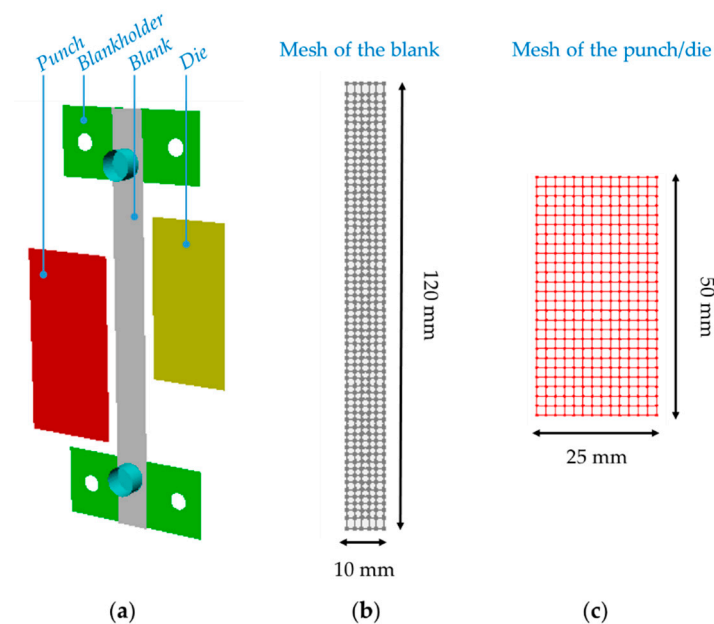 Punch
Blankholder
Blank
Die
Mesh of the blank
Mesh of the punch/die
120 mm
50 mm
25 mm
10 mm
(a)
(b)
(c)